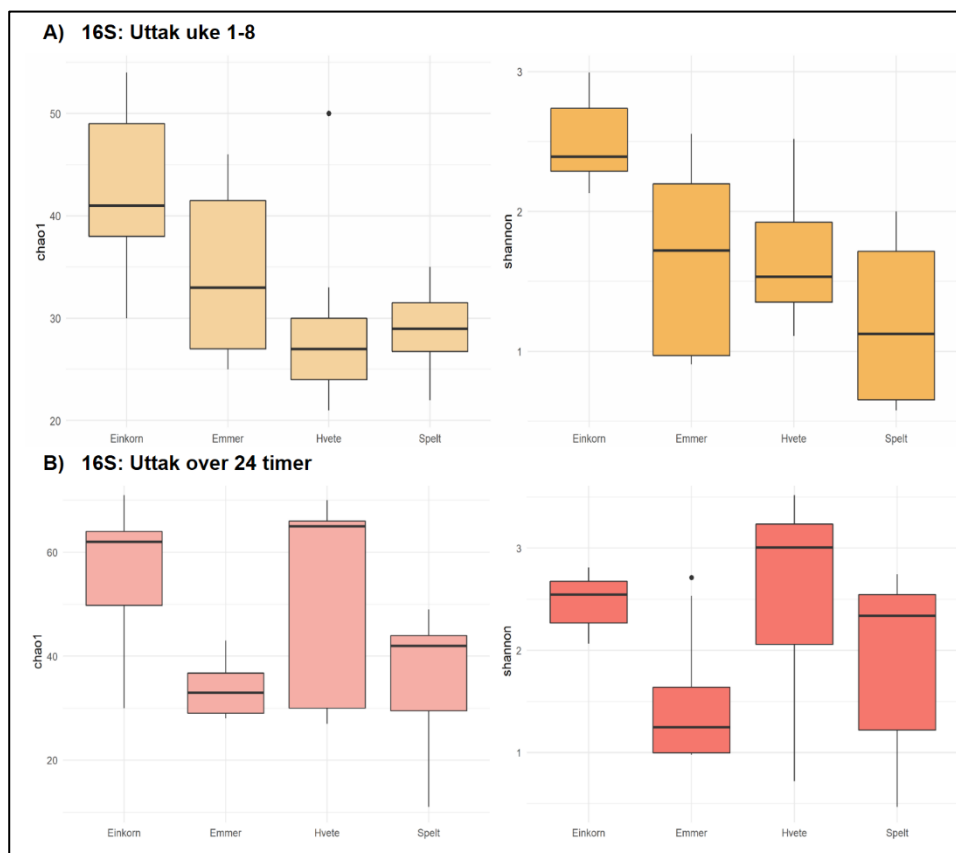 A) 16S: Uttak uke 1-8
chao1
50
40
30
20
Einkorn Emmer Hvete Spelt
shannon
3
2
1
Einkorn Emmer Hvete Spelt
B) 16S: Uttak over 24 timer
chao1
60
40
20
Einkorn Emmer Hvete Spelt
shannon
3
2
1
Einkorn Emmer Hvete Spelt